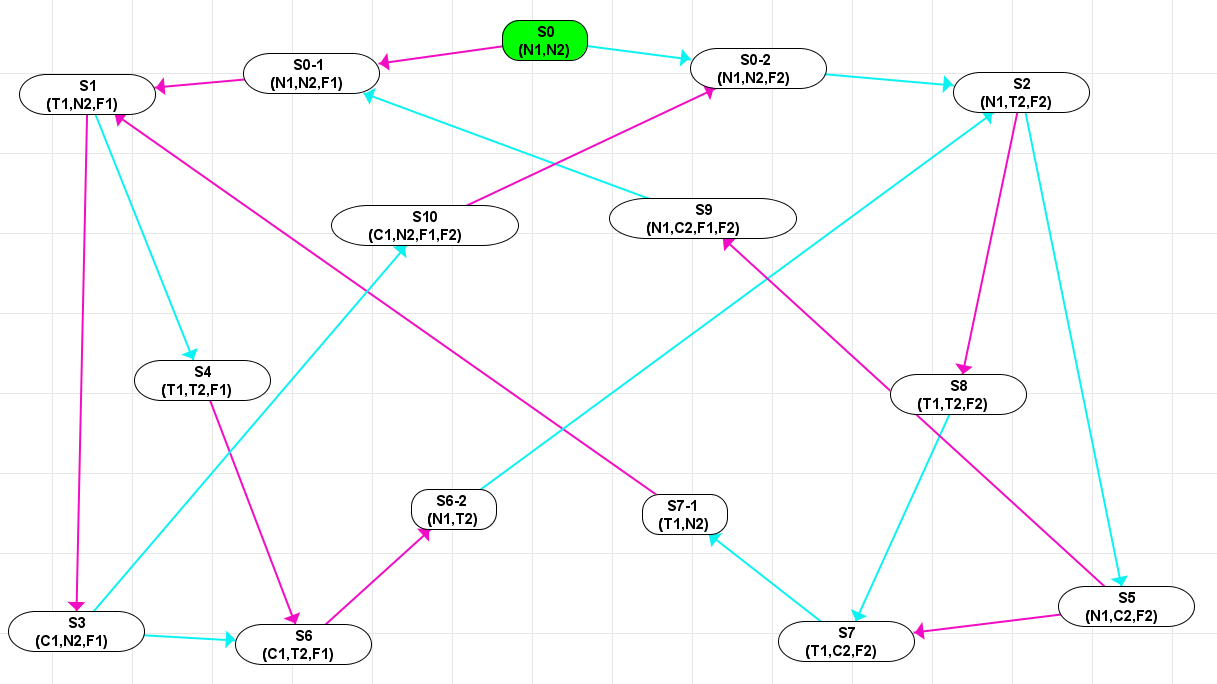 S0
(N1,N2)
S0-1
(N1,N2,F1)
S0-2
(N1,N2,F2)
S1
(T1,N2,F1)
S2
(N1,T2,F2)
S10
(C1,N2,F1,F2)
S9
(N1,C2,F1,F2)
S4
(T1,T2,F1)
S8
(T1,T2,F2)
S6-2
(N1,T2)
S7-1
(T1,N2)
S3
(C1,N2,F1)
S6
(C1,T2,F1)
S7
(T1,C2,F2)
S5
(N1,C2,F2)